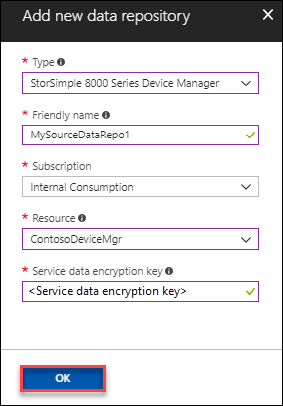 Add new data repository
* Type
StorSimple 8000 Series Device Manager
* Friendly name
MySourceDataRepo1
* Subscription
Internal Consumption
* Resource
ContosoDeviceMgr
* Service data encryption key
<Service data encryption key>
OK